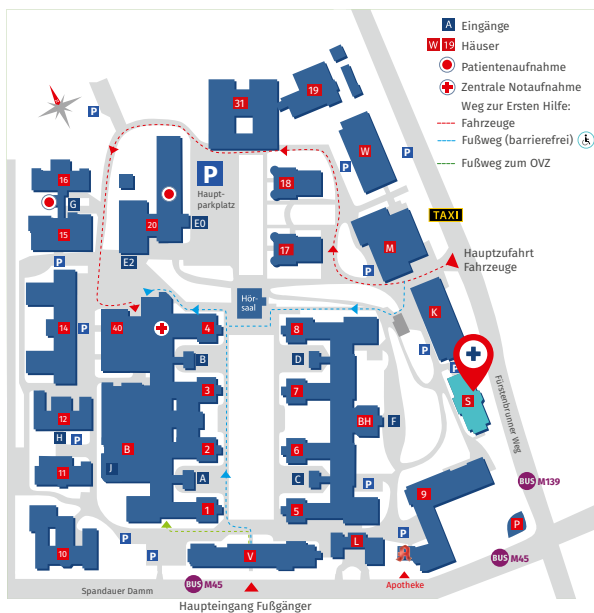 A Eingänge
W 19 Häuser
Patientenaufnahme
Zentrale Notaufnahme
Weg zur Ersten Hilfe:
Fahrzeuge
Fußweg (barrierefrei)
Fußweg zum OVZ
19
31
P
P
W
P
P
16
P
Haupt-
parkplatz
18
G
TAXI
15
20
E0
17
M
Hauptzufahrt
Fahrzeuge
P
E2
P
Hör-
saal
K
14
P
40
4
8
B
D
P
P
3
7
S
Fürstenbrunner Weg
12
BH
F
H
P
B
2
6
11
J
A
C
P
9
BUS M139
1
5
P
10
P
P
V
L
P
BUS M45
Apotheke
Spandauer Damm
BUS M45
Haupteingang Fußgänger